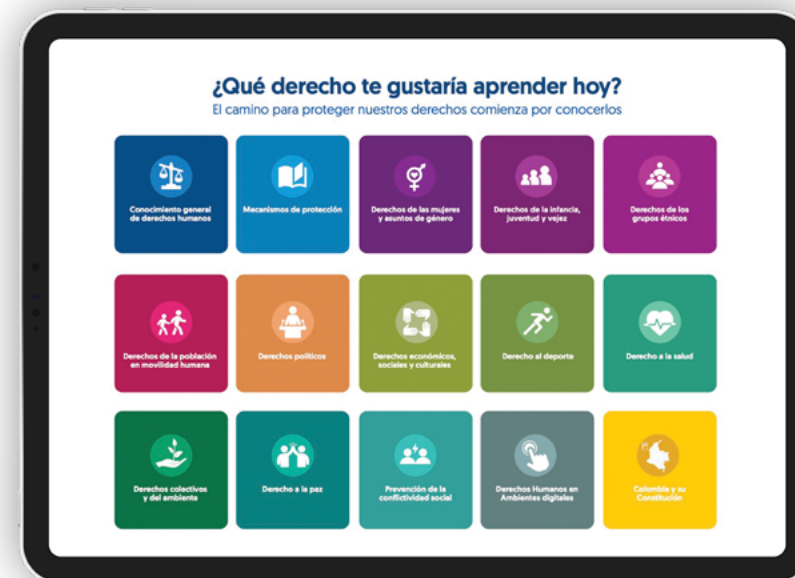 ¿Qué derecho te gustaría aprender hoy?
El camino para proteger nuestros derechos comienza por conocerlos
Conocimiento general
de derechos humanos
Mecanismos de protección
Derechos de las mujeres
y asuntos de género
Derechos de la infancia,
juventud y vejez
Derechos de los
grupos étnicos
Derechos de la población
en movilidad humana
Derechos políticos
Derechos económicos,
sociales y culturales
Derecho al deporte
Derecho a la salud
Derechos colectivos
y del ambiente
Derecho a la paz
Prevención de la
conflictividad social
Derechos Humanos en
Ambientes digitales
Colombia y su
Constitución